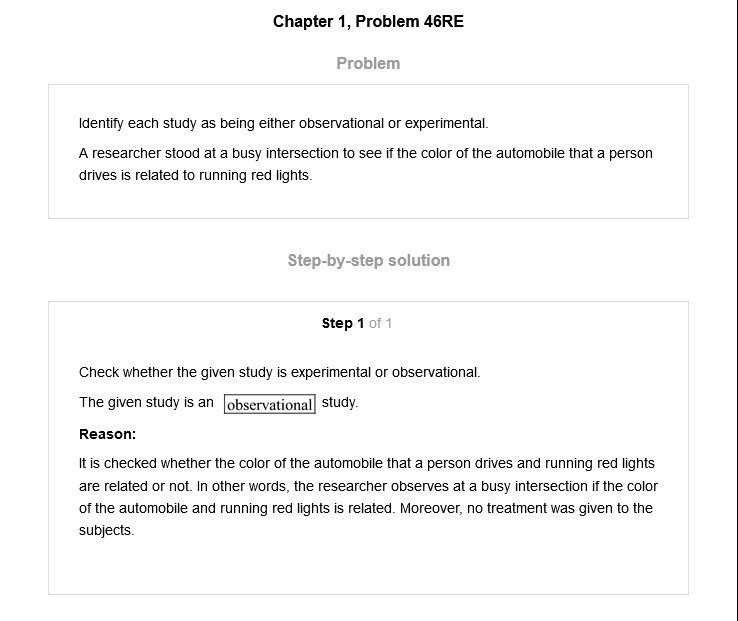 Chapter 1, Problem 46RE
Problem
Identify each study as being either observational or experimental.
A researcher stood at a busy intersection to see if the color of the automobile that a person
drives is related to running red lights.
Step-by-step solution
Step 1 of 1
Check whether the given study is experimental or observational.
The given study is an observational study.
Reason:
It is checked whether the color of the automobile that a person drives and running red lights
are related or not. In other words, the researcher observes at a busy intersection if the color
of the automobile and running red lights is related. Moreover, no treatment was given to the
subjects.